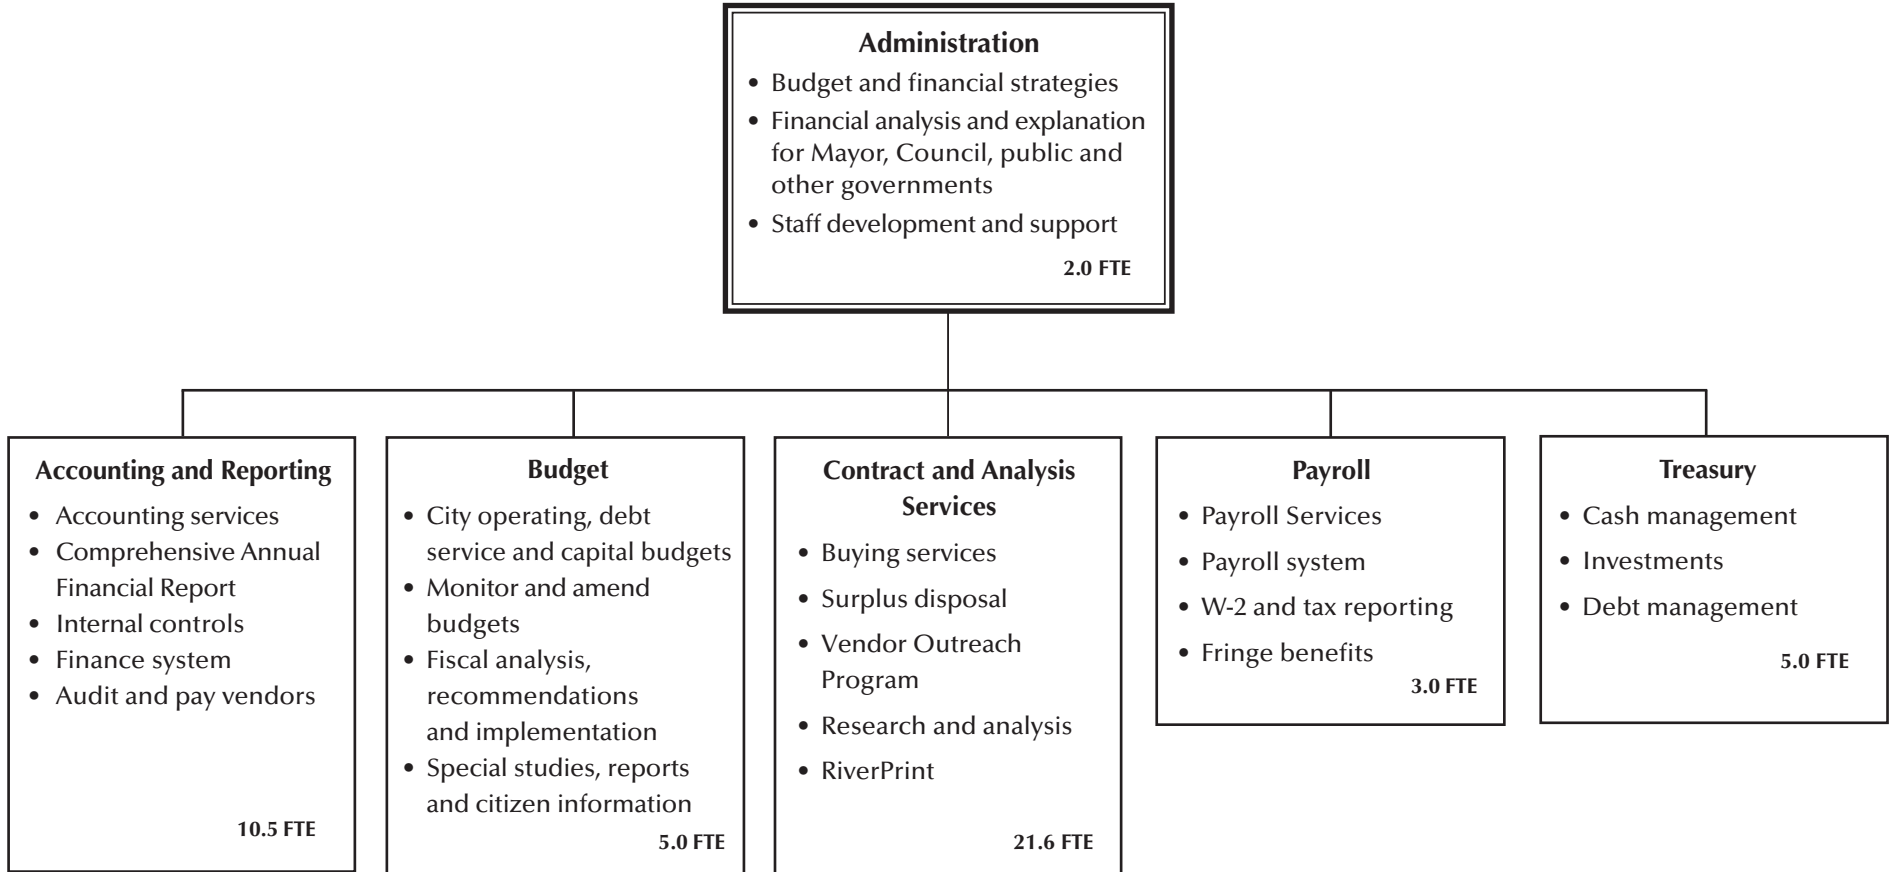 Administration
• Budget and financial strategies
• Financial analysis and explanation
for Mayor, Council, public and
other governments
• Staff development and support
2.0 FTE
Accounting and Reporting
• Accounting services
• Comprehensive Annual
Financial Report
• Internal controls
• Finance system
• Audit and pay vendors
10.5 FTE
Budget
• City operating, debt
service and capital budgets
• Monitor and amend
budgets
• Fiscal analysis,
recommendations
and implementation
• Special studies, reports
and citizen information
5.0 FTE
Contract and Analysis
Services
• Buying services
• Surplus disposal
• Vendor Outreach
Program
• Research and analysis
• RiverPrint
21.6 FTE
Payroll
• Payroll Services
• Payroll system
• W-2 and tax reporting
• Fringe benefits
3.0 FTE
Treasury
• Cash management
• Investments
• Debt management
5.0 FTE